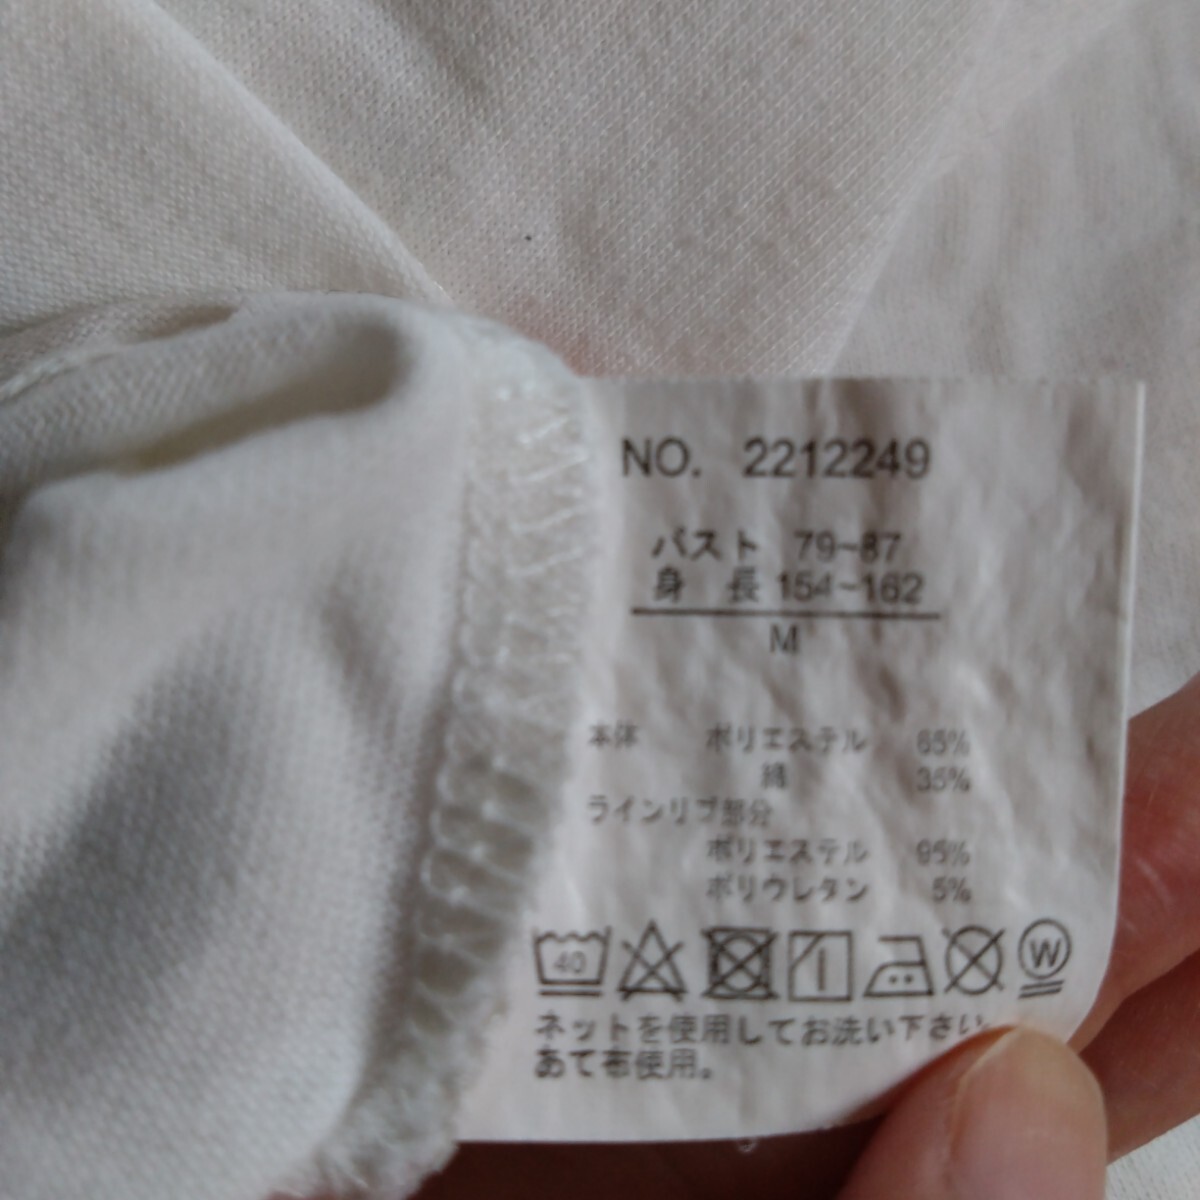 NO. 2212249
バスト 79~87
身 長 154~162
M
本体 ポリエステル 65%
綿 35%
ラインリブ部分
ポリエステル 95%
ポリウレタン 5%
40 W
ネットを使用してお洗い下さい
あて布使用。